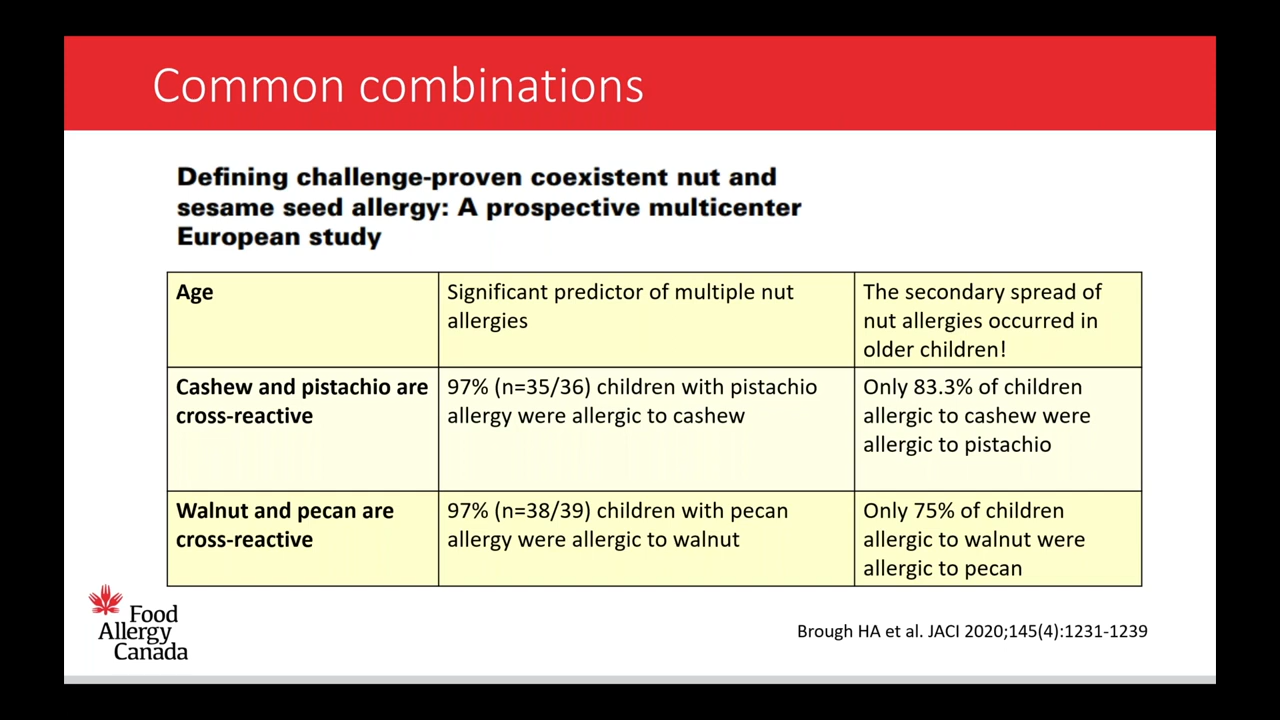 Common combinations
Defining challenge-proven coexistent nut and
sesame seed allergy: A prospective multicenter
European study
Age
Significant predictor of multiple nut
allergies
The secondary spread of
nut allergies occurred in
older children!
Cashew and pistachio are
cross-reactive
97% (n=35/36) children with pistachio
allergy were allergic to cashew
Only 83.3% of children
allergic to cashew were
allergic to pistachio
Walnut and pecan are
cross-reactive
97% (n=38/39) children with pecan
allergy were allergic to walnut
Only 75% of children
allergic to walnut were
allergic to pecan
Food
Allergy
Canada
Brough HA et al. JACI 2020;145(4):1231-1239